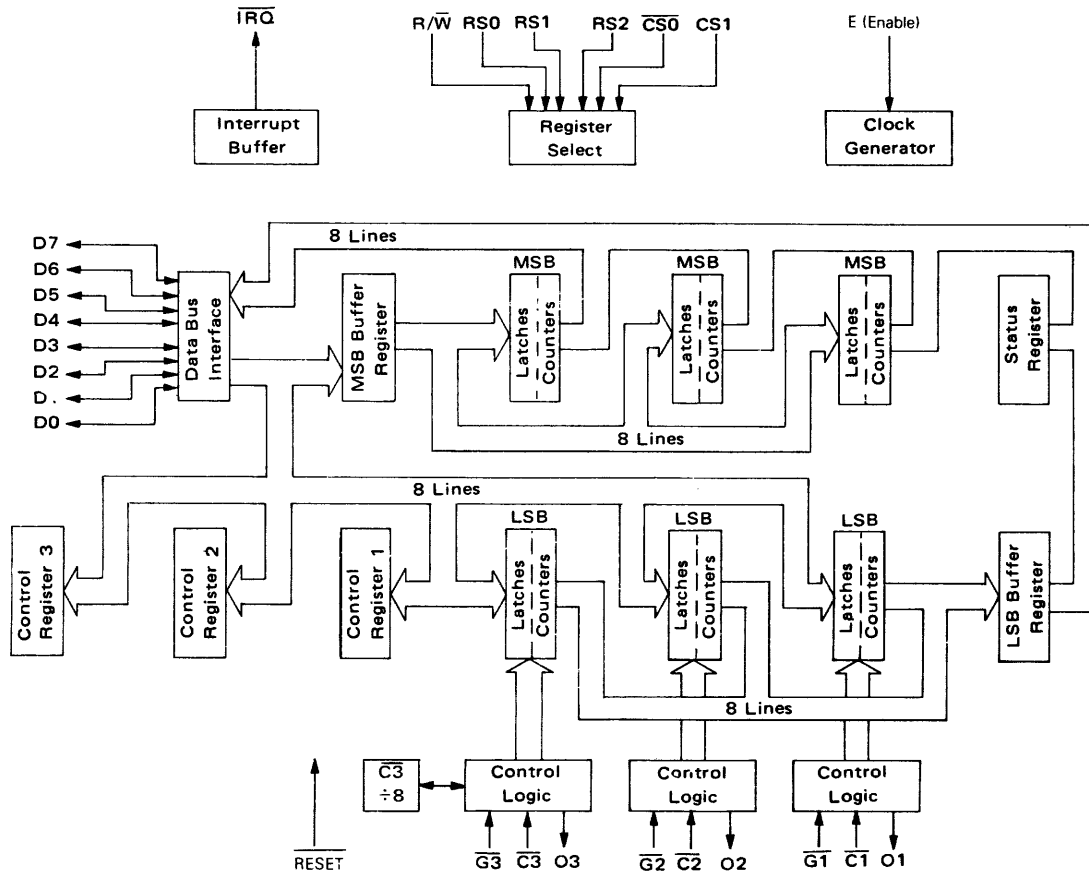 IRQ
R/W RS0 RS1 RS2 CS0 CS1
E (Enable)
Interrupt
Buffer
Register
Select
Clock
Generator
D7
D6
D5
D4
D3
D2
D.
D0
Data Bus
Interface
8 Lines
MSB Buffer
Register
MSB
Latches
Counters
MSB
Latches
Counters
MSB
Latches
Counters
Status
Register
8 Lines
8 Lines
Control
Register 3
Control
Register 2
Control
Register 1
LSB
Latches
Counters
LSB
Latches
Counters
LSB
Latches
Counters
LSB Buffer
Register
8 Lines
C3
÷8
Control
Logic
Control
Logic
Control
Logic
RESET
G3 C3 O3
G2 C2 O2
G1 C1 O1